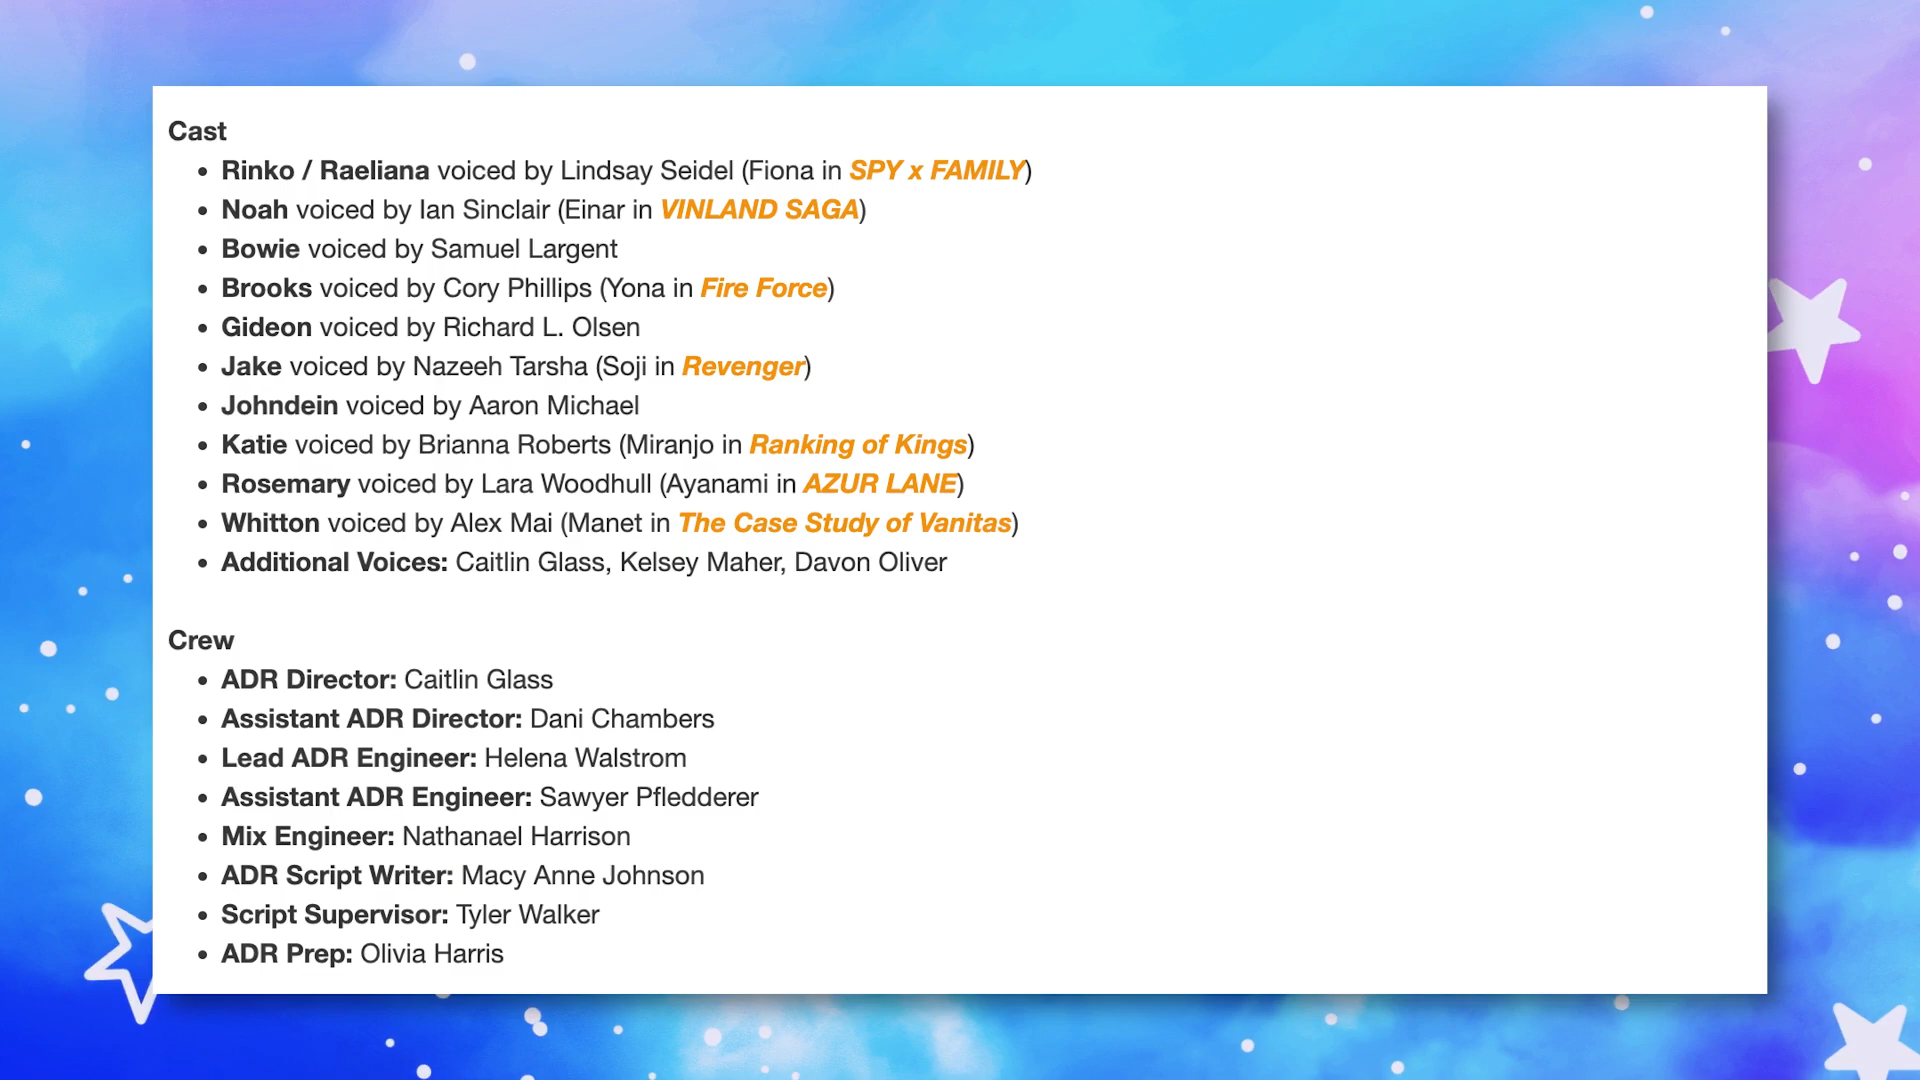 Cast
• Rinko / Raeliana voiced by Lindsay Seidel (Fiona in SPY x FAMILY)
• Noah voiced by Ian Sinclair (Einar in VINLAND SAGA)
• Bowie voiced by Samuel Largent
• Brooks voiced by Cory Phillips (Yona in Fire Force)
• Gideon voiced by Richard L. Olsen
• Jake voiced by Nazeeh Tarsha (Soji in Revenger)
• Johndein voiced by Aaron Michael
• Katie voiced by Brianna Roberts (Miranjo in Ranking of Kings)
• Rosemary voiced by Lara Woodhull (Ayanami in AZUR LANE)
• Whitton voiced by Alex Mai (Manet in The Case Study of Vanitas)
• Additional Voices: Caitlin Glass, Kelsey Maher, Davon Oliver
Crew
• ADR Director: Caitlin Glass
• Assistant ADR Director: Dani Chambers
• Lead ADR Engineer: Helena Walstrom
• Assistant ADR Engineer: Sawyer Pfledderer
• Mix Engineer: Nathanael Harrison
• ADR Script Writer: Macy Anne Johnson
• Script Supervisor: Tyler Walker
• ADR Prep: Olivia Harris